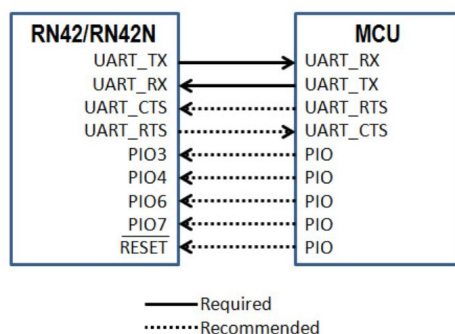 RN42/RN42N MCU
UART_TX UART_RX
UART_RX UART_TX
UART_CTS UART_RTS
UART_RTS UART_CTS
PIO3 PIO
PIO4 PIO
PIO6 PIO
PIO7 PIO
RESET PIO
Required
Recommended